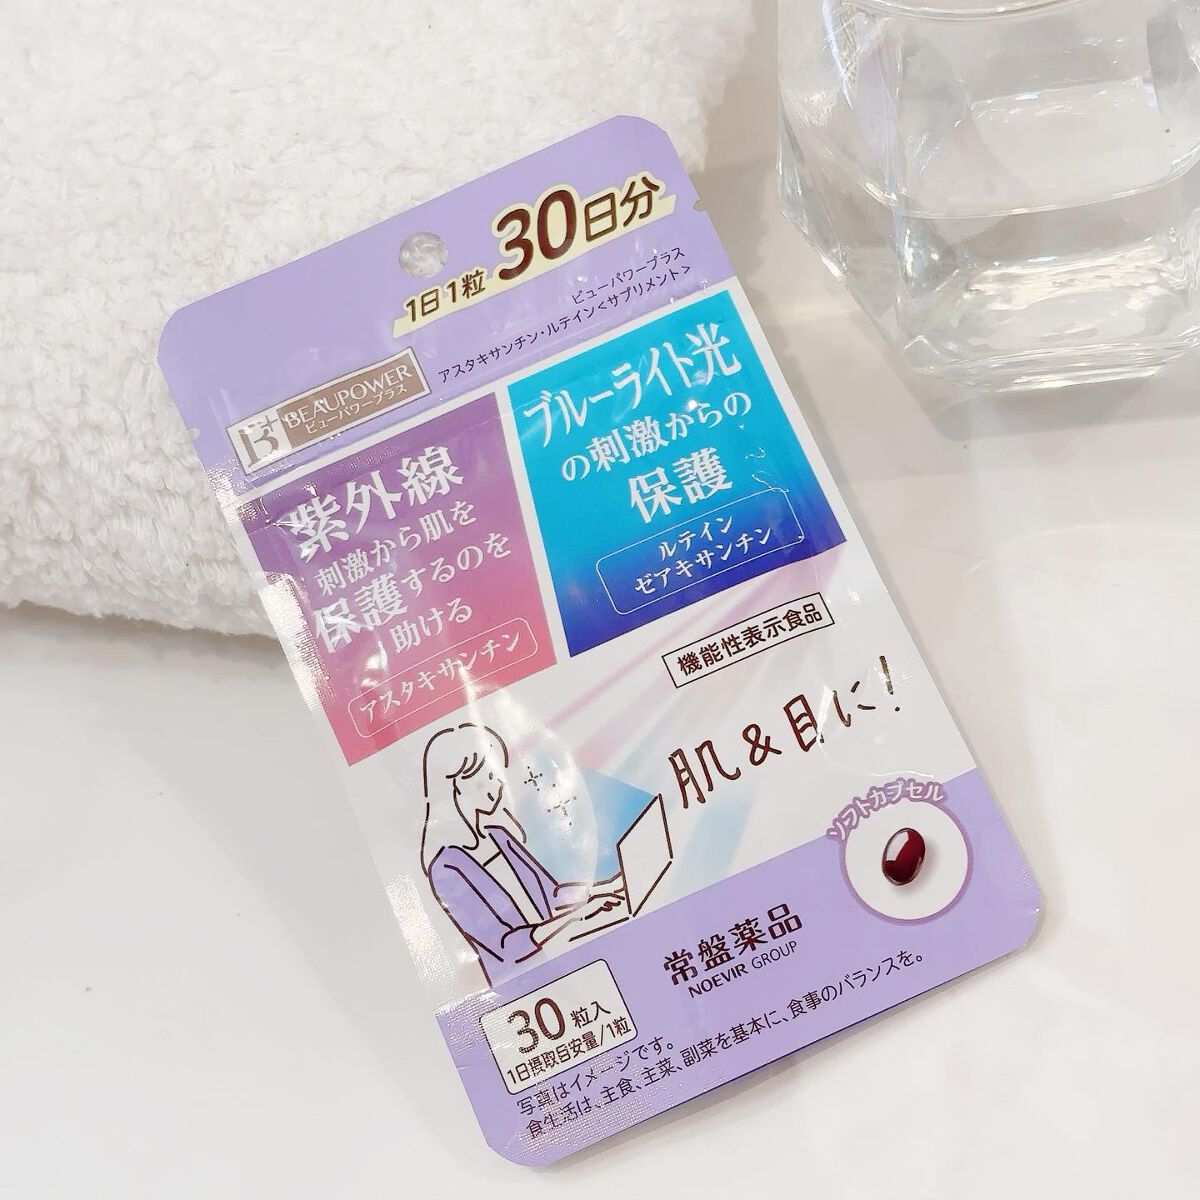 1日1粒 30日分
ビューパワープラス
アスタキサンチン・ルテイン<サプリメント>
B+ BEAUPOWER
ビューパワープラス
紫外線
刺激から肌を
保護するのを
助ける
アスタキサンチン
ブルーライト光
の刺激からの
保護
ルテイン
ゼアキサンチン
機能性表示食品
肌&目に!
ソフトカプセル
常盤薬品
NOEVIR GROUP
30粒入
1日摂取目安量/1粒
写真はイメージです。
食生活は、主食、主菜、副菜を基本に、食事のバランスを。